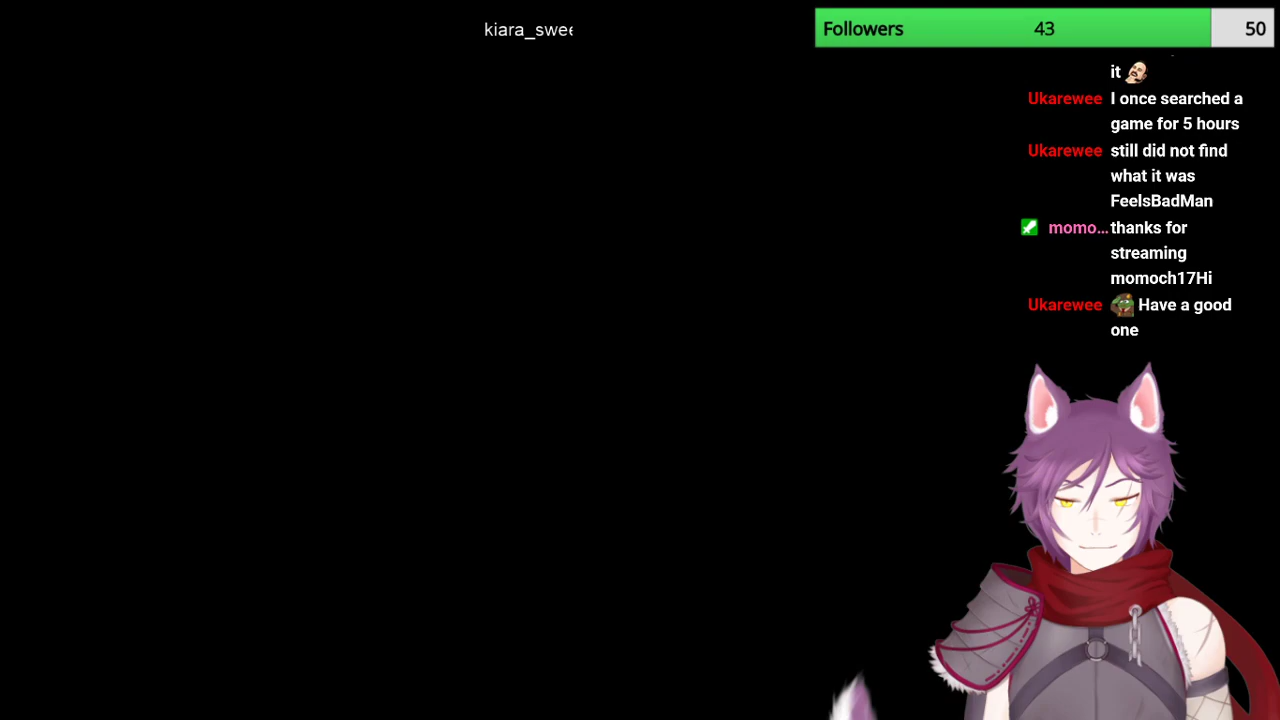 kiara_swee
Followers 43 50
it
Ukarewee I once searched a
game for 5 hours
Ukarewee still did not find
what it was
FeelsBadMan
momo... thanks for
streaming
momoch17Hi
Ukarewee Have a good
one